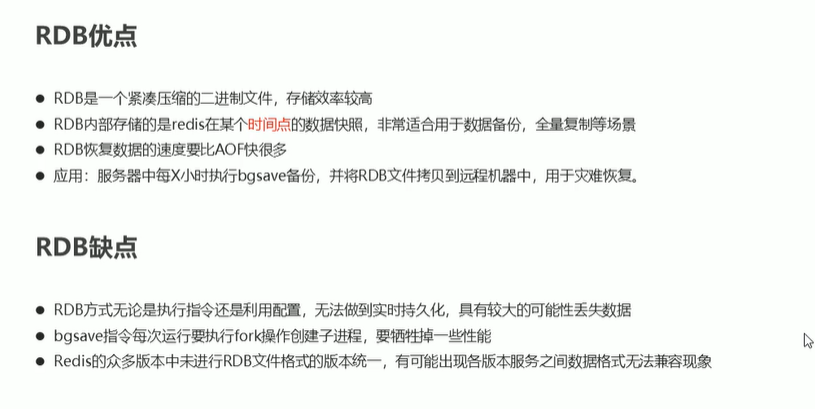 RDB优点
● RDB是一个紧凑压缩的二进制文件，存储效率较高
● RDB内部存储的是redis在某个时间点的数据快照，非常适合用于数据备份，全量复制等场景
● RDB恢复数据的速度要比AOF快很多
● 应用：服务器中每X小时执行bgsave备份，并将RDB文件拷贝到远程机器中，用于灾难恢复。
RDB缺点
● RDB方式无论是执行指令还是利用配置，无法做到实时持久化，具有较大的可能性丢失数据
● bgsave指令每次运行要执行fork操作创建子进程，要牺牲掉一些性能
● Redis的众多版本中未进行RDB文件格式的版本统一，有可能出现各版本服务之间数据格式无法兼容现象